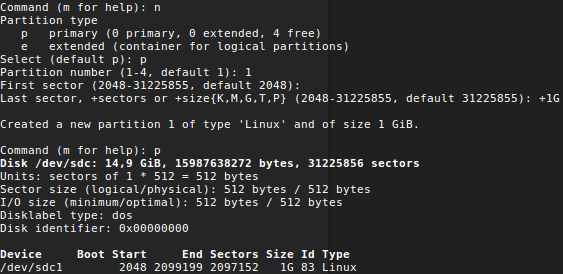 Command (m for help): n
Partition type
   p   primary (0 primary, 0 extended, 4 free)
   e   extended (container for logical partitions)
Select (default p): p
Partition number (1-4, default 1): 1
First sector (2048-31225855, default 2048):
Last sector, +sectors or +size{K,M,G,T,P} (2048-31225855, default 31225855): +1G
Created a new partition 1 of type 'Linux' and of size 1 GiB.
Command (m for help): p
Disk /dev/sdc: 14,9 GiB, 15987638272 bytes, 31225856 sectors
Units: sectors of 1 * 512 = 512 bytes
Sector size (logical/physical): 512 bytes / 512 bytes
I/O size (minimum/optimal): 512 bytes / 512 bytes
Disklabel type: dos
Disk identifier: 0x00000000
Device     Boot Start     End Sectors Size Id Type
/dev/sdc1        2048 2099199 2097152   1G 83 Linux